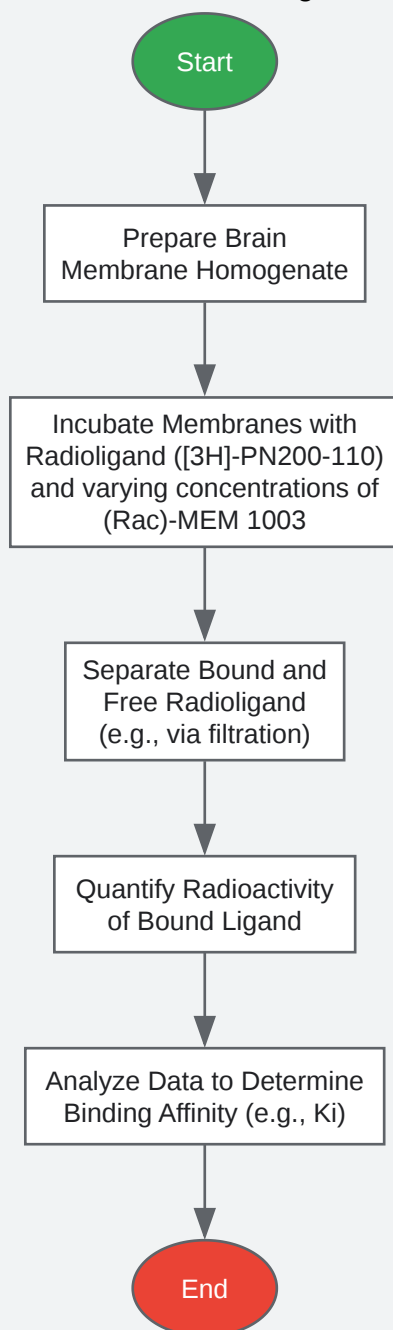 Start
Prepare Brain
Membrane Homogenate
Incubate Membranes with
Radioligand ([3H]-PN200-110)
and varying concentrations of
(Rac)-MEM 1003
Separate Bound and
Free Radioligand
(e.g., via filtration)
Quantify Radioactivity
of Bound Ligand
Analyze Data to Determine
Binding Affinity (e.g., Ki)
End